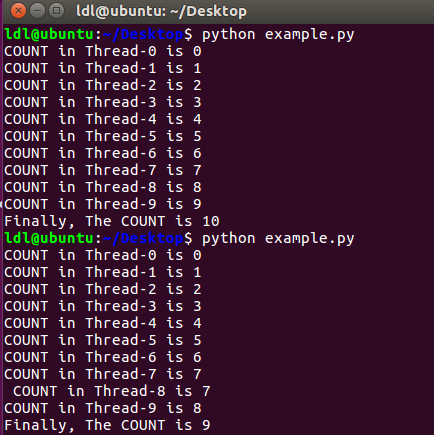 ldl@ubuntu: ~/Desktop
ldl@ubuntu:~/Desktop$ python example.py
COUNT in Thread-0 is 0
COUNT in Thread-1 is 1
COUNT in Thread-2 is 2
COUNT in Thread-3 is 3
COUNT in Thread-4 is 4
COUNT in Thread-5 is 5
COUNT in Thread-6 is 6
COUNT in Thread-7 is 7
COUNT in Thread-8 is 8
COUNT in Thread-9 is 9
Finally, The COUNT is 10
ldl@ubuntu:~/Desktop$ python example.py
COUNT in Thread-0 is 0
COUNT in Thread-1 is 1
COUNT in Thread-2 is 2
COUNT in Thread-3 is 3
COUNT in Thread-4 is 4
COUNT in Thread-5 is 5
COUNT in Thread-6 is 6
COUNT in Thread-7 is 7
 COUNT in Thread-8 is 7
COUNT in Thread-9 is 8
Finally, The COUNT is 9